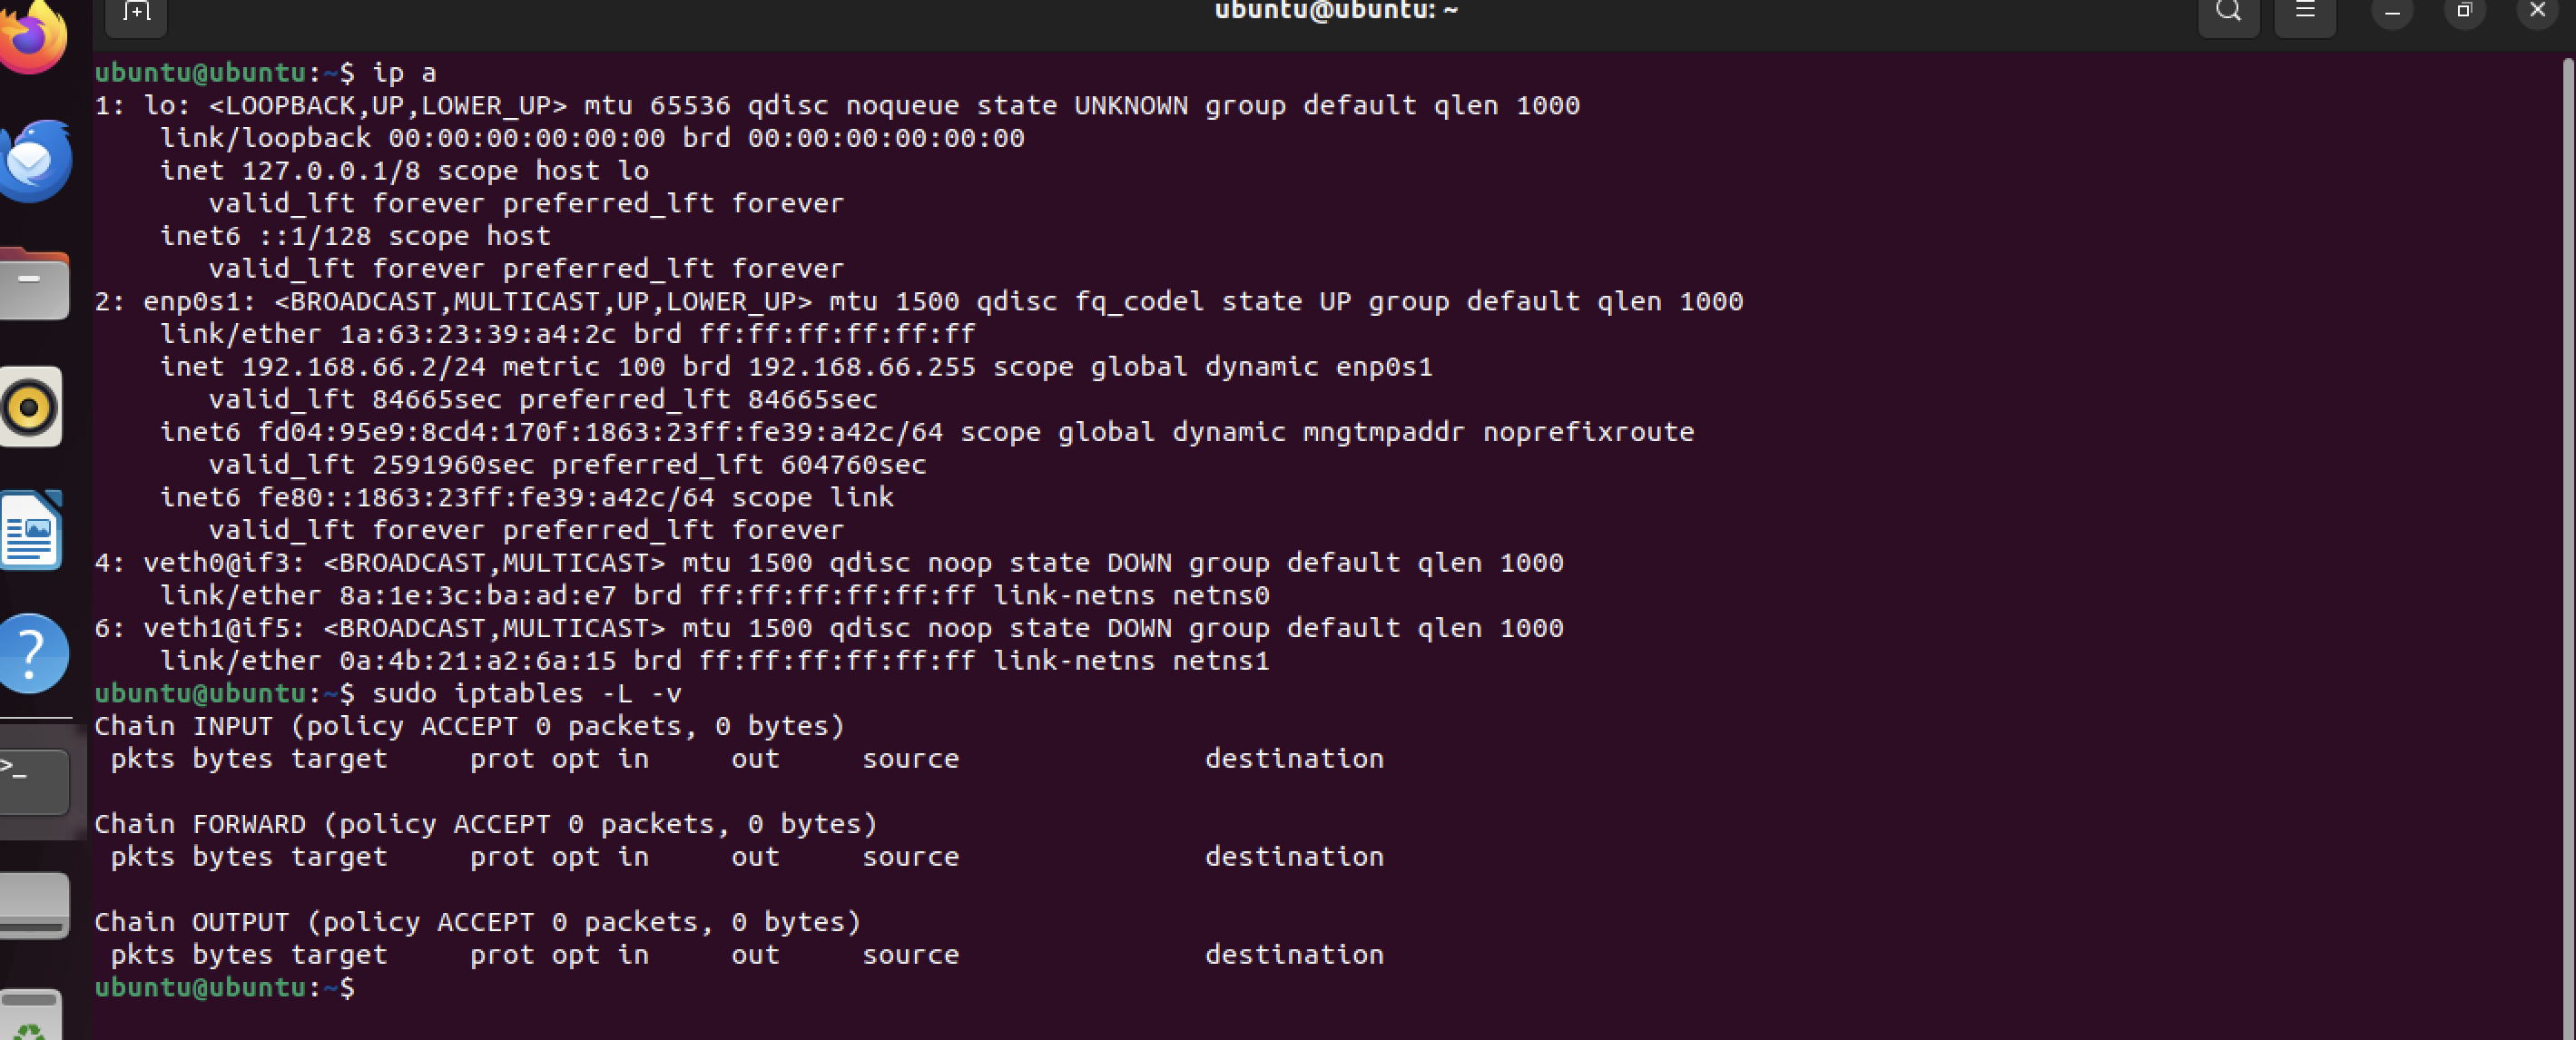 ubuntu@ubuntu: ~
ubuntu@ubuntu:~$ ip a
1: lo: <LOOPBACK,UP,LOWER_UP> mtu 65536 qdisc noqueue state UNKNOWN group default qlen 1000
    link/loopback 00:00:00:00:00:00 brd 00:00:00:00:00:00
    inet 127.0.0.1/8 scope host lo
       valid_lft forever preferred_lft forever
    inet6 ::1/128 scope host
       valid_lft forever preferred_lft forever
2: enp0s1: <BROADCAST,MULTICAST,UP,LOWER_UP> mtu 1500 qdisc fq_codel state UP group default qlen 1000
    link/ether 1a:63:23:39:a4:2c brd ff:ff:ff:ff:ff:ff
    inet 192.168.66.2/24 metric 100 brd 192.168.66.255 scope global dynamic enp0s1
       valid_lft 84665sec preferred_lft 84665sec
    inet6 fd04:95e9:8cd4:170f:1863:23ff:fe39:a42c/64 scope global dynamic mngtmpaddr noprefixroute
       valid_lft 2591960sec preferred_lft 604760sec
    inet6 fe80::1863:23ff:fe39:a42c/64 scope link
       valid_lft forever preferred_lft forever
4: veth0@if3: <BROADCAST,MULTICAST> mtu 1500 qdisc noop state DOWN group default qlen 1000
    link/ether 8a:1e:3c:ba:ad:e7 brd ff:ff:ff:ff:ff:ff link-netns netns0
6: veth1@if5: <BROADCAST,MULTICAST> mtu 1500 qdisc noop state DOWN group default qlen 1000
    link/ether 0a:4b:21:a2:6a:15 brd ff:ff:ff:ff:ff:ff link-netns netns1
ubuntu@ubuntu:~$ sudo iptables -L -v
Chain INPUT (policy ACCEPT 0 packets, 0 bytes)
 pkts bytes target     prot opt in     out     source               destination

Chain FORWARD (policy ACCEPT 0 packets, 0 bytes)
 pkts bytes target     prot opt in     out     source               destination

Chain OUTPUT (policy ACCEPT 0 packets, 0 bytes)
 pkts bytes target     prot opt in     out     source               destination
ubuntu@ubuntu:~$